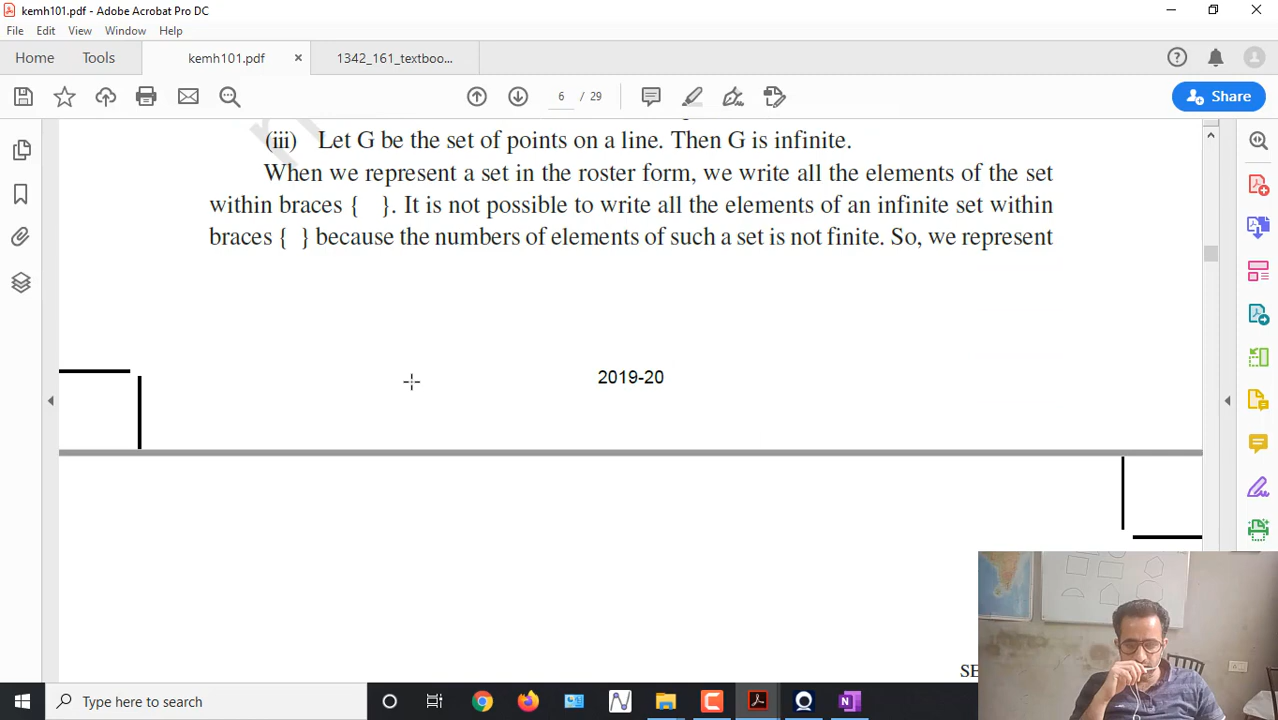 kemh101.pdf - Adobe Acrobat Pro DC
File Edit View Window Help
Home Tools kemh101.pdf × 1342_161_textboo...
6 / 29
Share
(iii) Let G be the set of points on a line. Then G is infinite.
When we represent a set in the roster form, we write all the elements of the set
within braces { }. It is not possible to write all the elements of an infinite set within
braces { } because the numbers of elements of such a set is not finite. So, we represent
2019-20
Type here to search